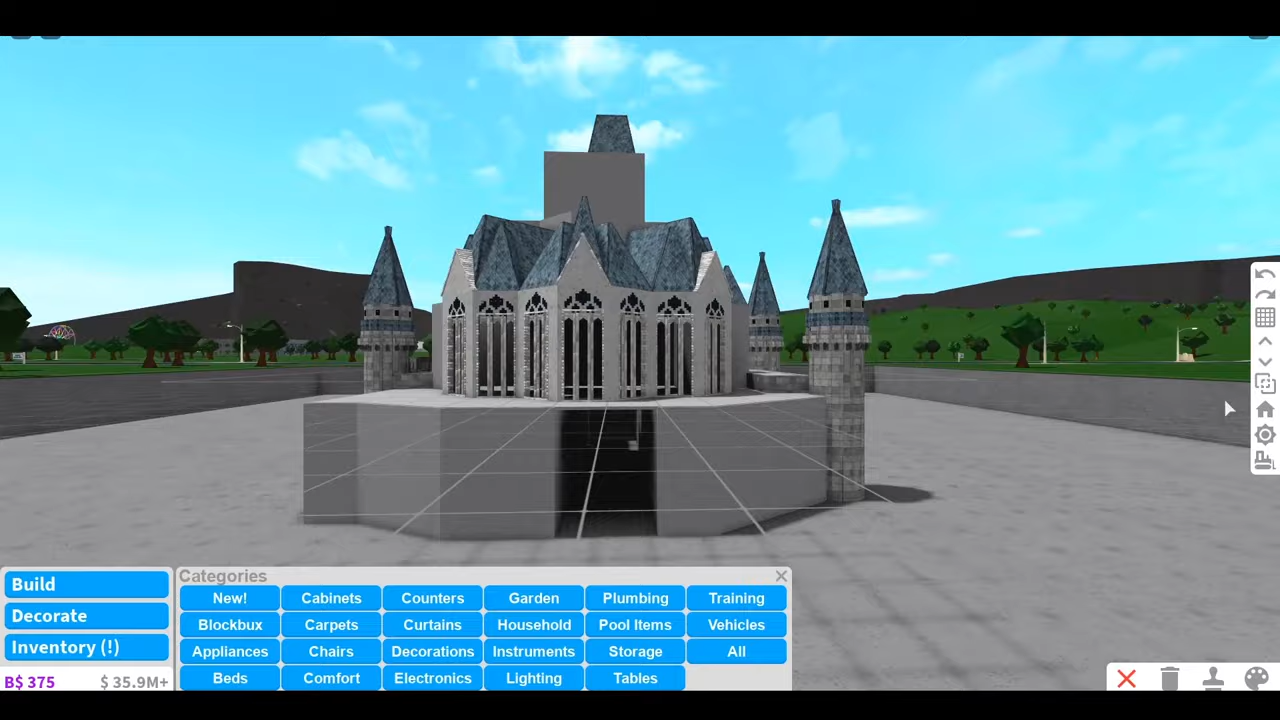 Build
Decorate
Inventory (!)
B$ 375 $ 35.9M+
Categories
New! Cabinets Counters Garden Plumbing Training
Blockbux Carpets Curtains Household Pool Items Vehicles
Appliances Chairs Decorations Instruments Storage All
Beds Comfort Electronics Lighting Tables